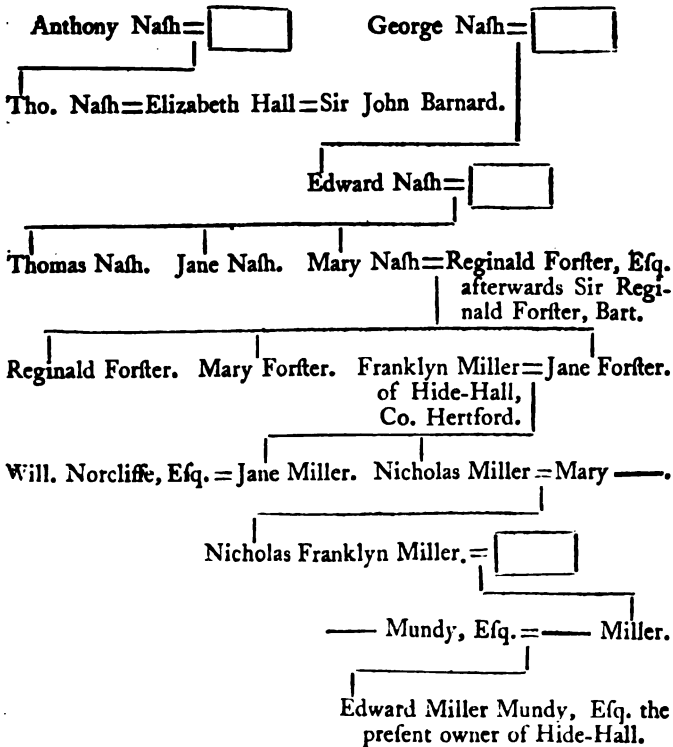 Anthony Naſh= George Naſh=
Tho. Naſh=Elizabeth Hall=Sir John Barnard.
Edward Naſh=
Thomas Naſh. Jane Naſh. Mary Naſh=Reginald Forſter, Eſq.
afterwards Sir Regi-
nald Forſter, Bart.
Reginald Forſter. Mary Forſter. Franklyn Miller=Jane Forſter.
of Hide-Hall,
Co. Hertford.
Will. Norcliffe, Eſq.=Jane Miller. Nicholas Miller=Mary ——.
Nicholas Franklyn Miller.=
—— Mundy, Eſq.=—— Miller.
Edward Miller Mundy, Eſq. the
preſent owner of Hide-Hall.